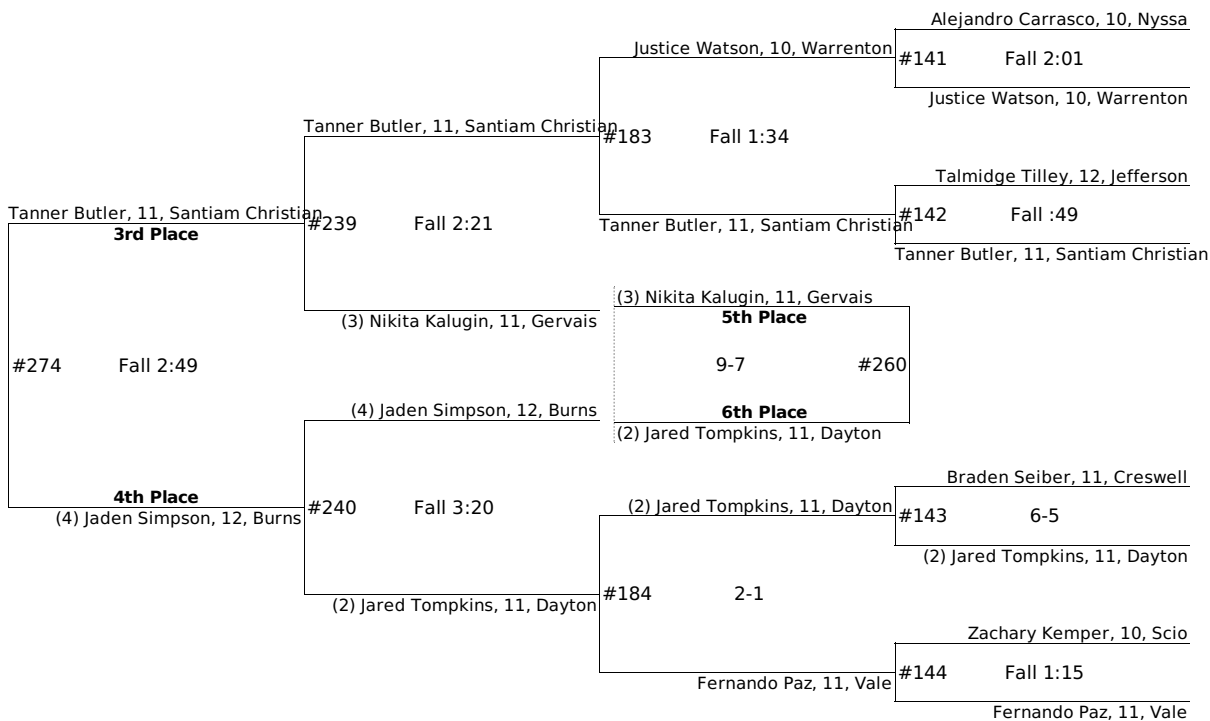 Alejandro Carrasco, 10, Nyssa
Justice Watson, 10, Warrenton
#141 Fall 2:01
Justice Watson, 10, Warrenton
Tanner Butler, 11, Santiam Christian
#183 Fall 1:34
Talmidge Tilley, 12, Jefferson
Tanner Butler, 11, Santiam Christian
3rd Place
#239 Fall 2:21
Tanner Butler, 11, Santiam Christian
#142 Fall :49
Tanner Butler, 11, Santiam Christian
(3) Nikita Kalugin, 11, Gervais
(3) Nikita Kalugin, 11, Gervais
5th Place
#274 Fall 2:49
9-7 #260
(4) Jaden Simpson, 12, Burns
6th Place
(2) Jared Tompkins, 11, Dayton
Braden Seiber, 11, Creswell
4th Place
(4) Jaden Simpson, 12, Burns
#240 Fall 3:20
(2) Jared Tompkins, 11, Dayton
#143 6-5
(2) Jared Tompkins, 11, Dayton
(2) Jared Tompkins, 11, Dayton
#184 2-1
Zachary Kemper, 10, Scio
Fernando Paz, 11, Vale
#144 Fall 1:15
Fernando Paz, 11, Vale